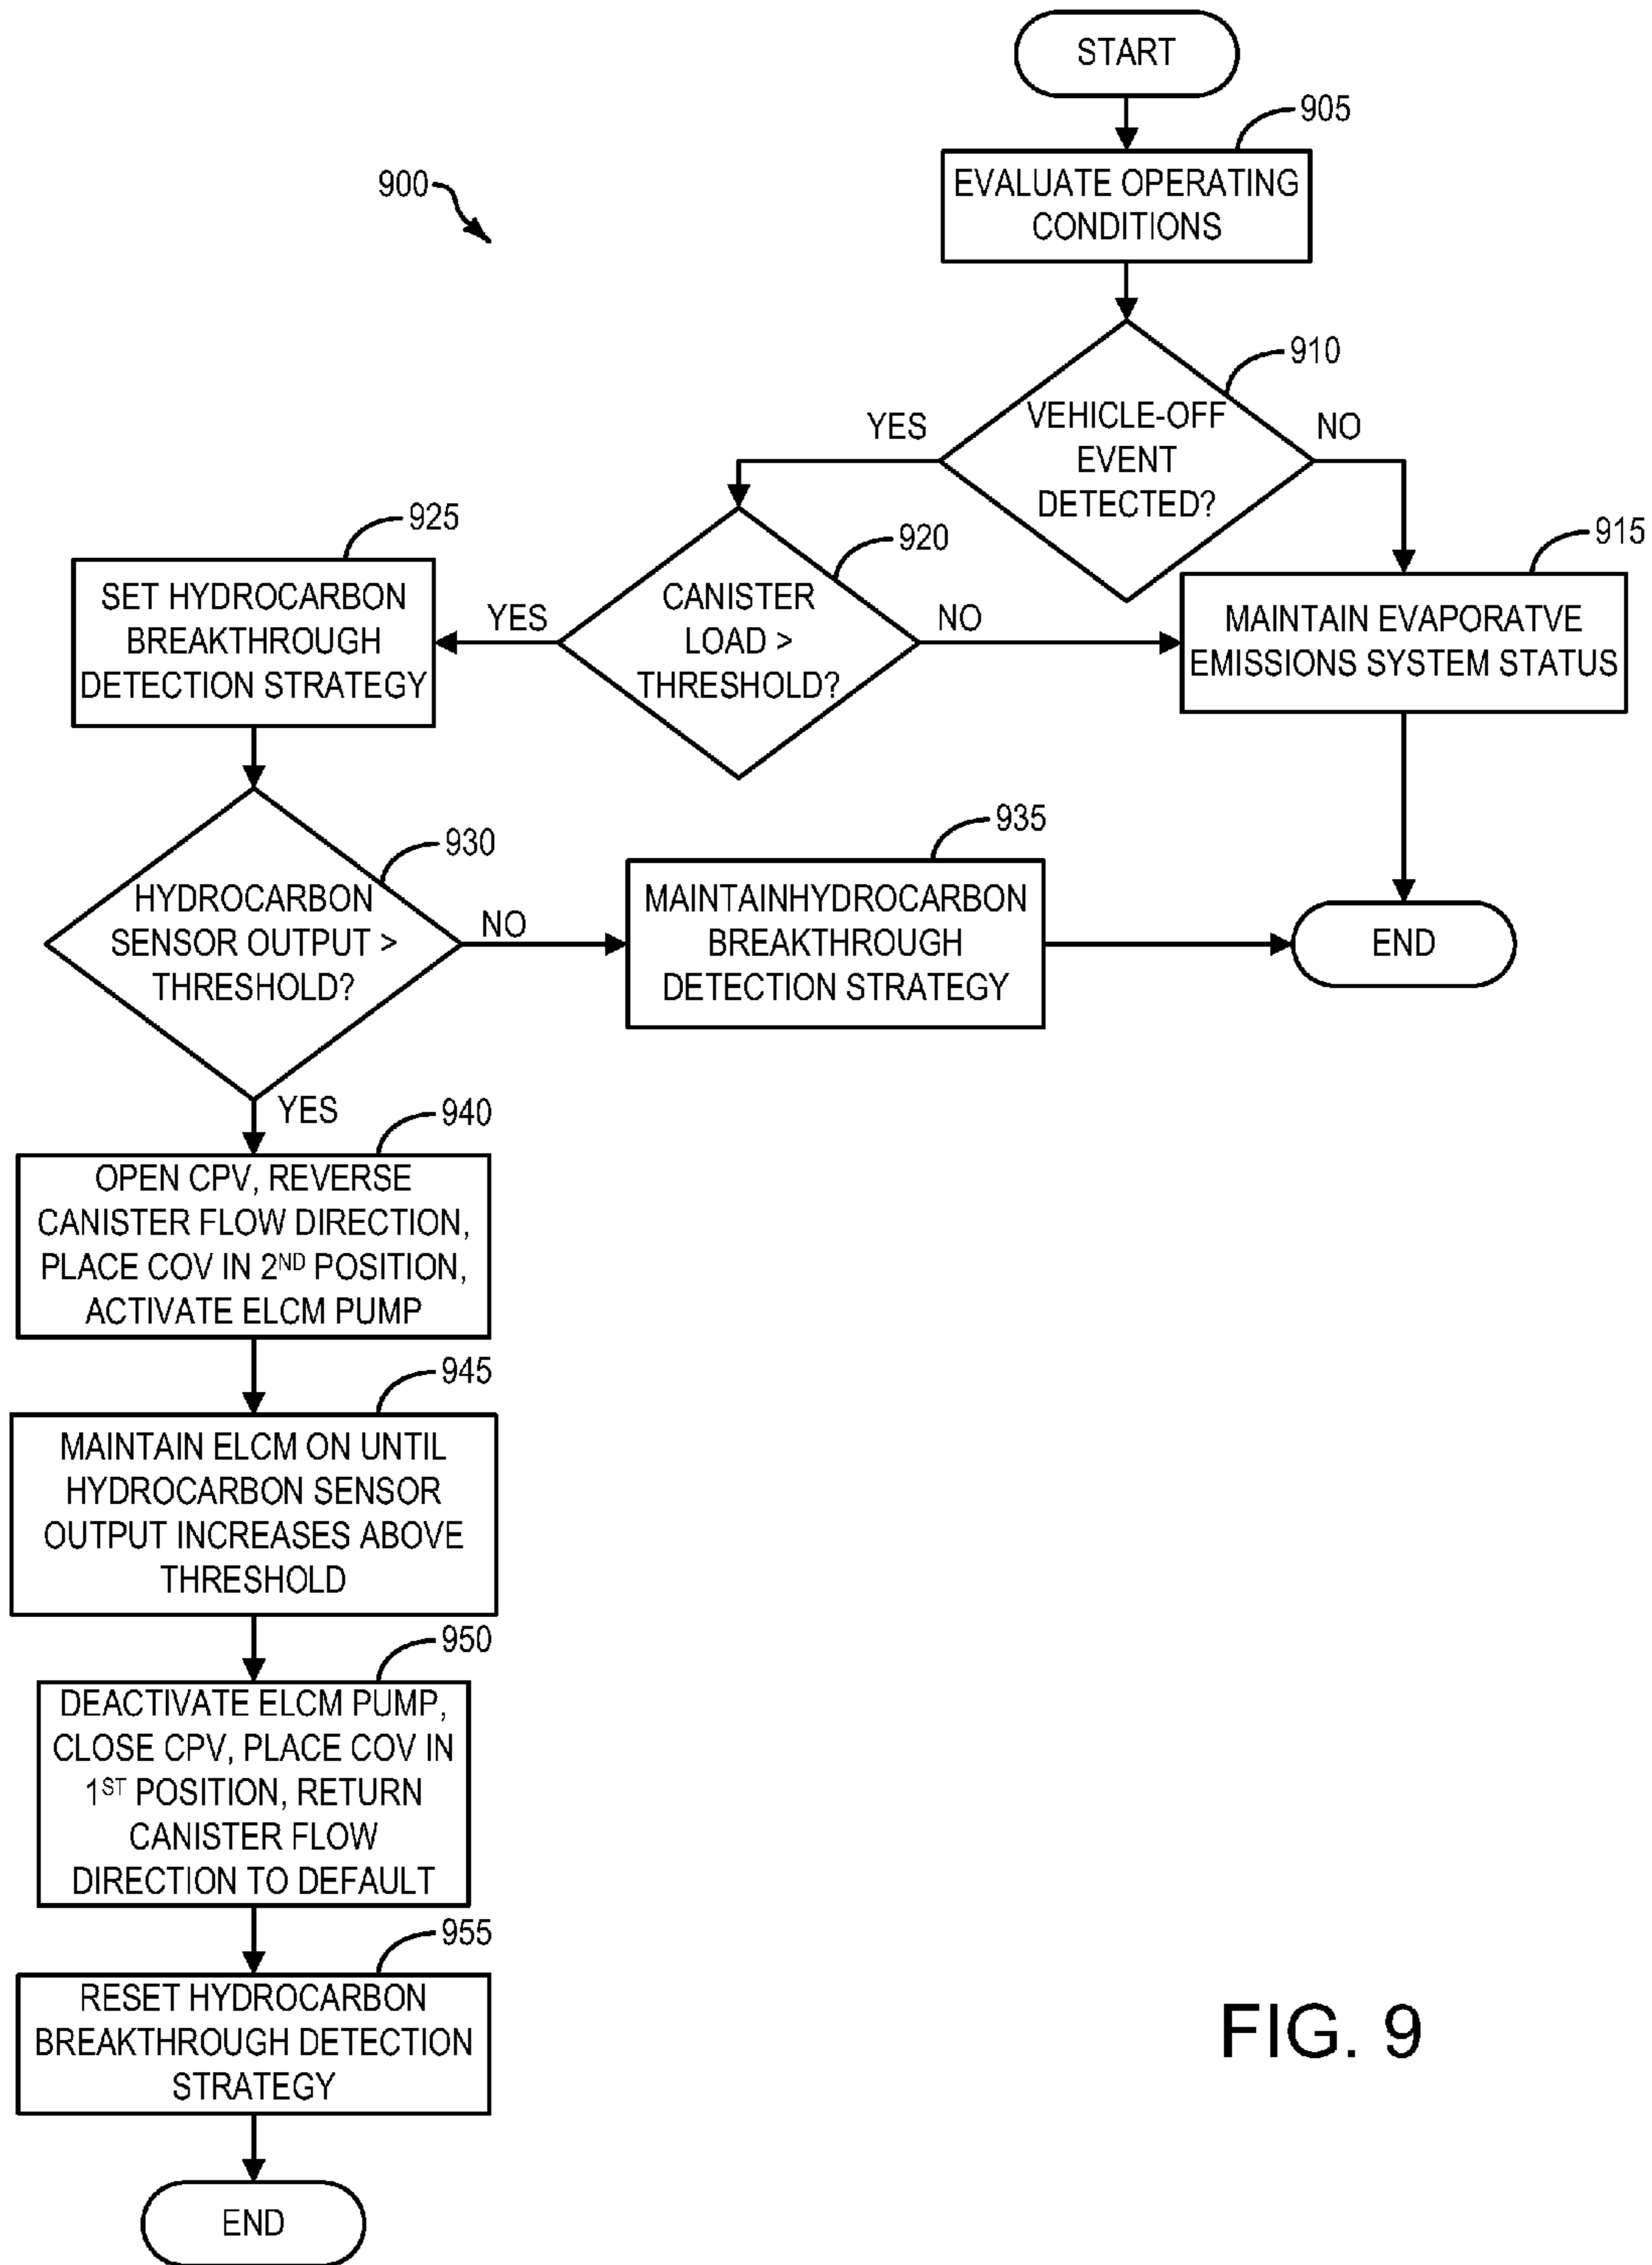 START
905
EVALUATE OPERATING
CONDITIONS
900
910
VEHICLE-OFF
EVENT
DETECTED?
YES
NO
925
920
915
SET HYDROCARBON
BREAKTHROUGH
DETECTION STRATEGY
YES
CANISTER
LOAD >
THRESHOLD?
NO
MAINTAIN EVAPORATVE
EMISSIONS SYSTEM STATUS
930
HYDROCARBON
SENSOR OUTPUT >
THRESHOLD?
NO
935
MAINTAINHYDROCARBON
BREAKTHROUGH
DETECTION STRATEGY
END
YES
940
OPEN CPV, REVERSE
CANISTER FLOW DIRECTION,
PLACE COV IN 2ND POSITION,
ACTIVATE ELCM PUMP
945
MAINTAIN ELCM ON UNTIL
HYDROCARBON SENSOR
OUTPUT INCREASES ABOVE
THRESHOLD
950
DEACTIVATE ELCM PUMP,
CLOSE CPV, PLACE COV IN
1ST POSITION, RETURN
CANISTER FLOW
DIRECTION TO DEFAULT
955
RESET HYDROCARBON
BREAKTHROUGH DETECTION
STRATEGY
END
FIG. 9